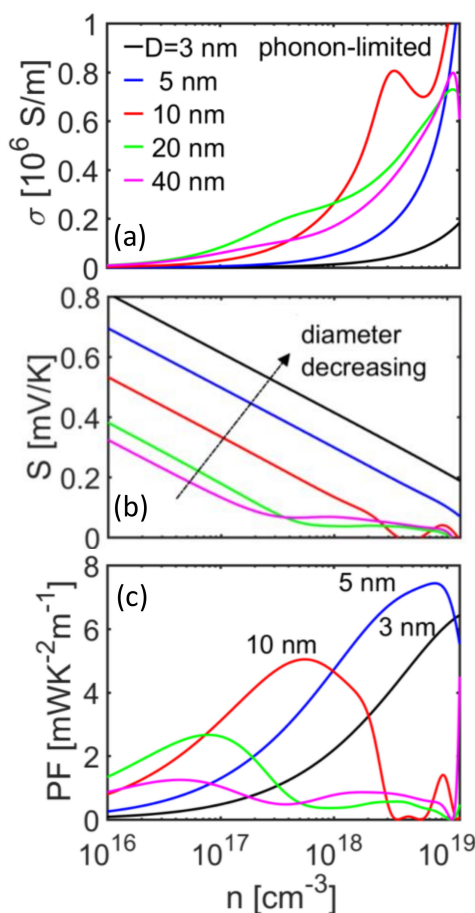 D=3 nm phonon-limited
5 nm
10 nm
20 nm
40 nm
(a)
σ [10⁶ S/m]
1
0.8
0.6
0.4
0.2
0
diameter
decreasing
(b)
S [mV/K]
0.8
0.6
0.4
0.2
0
(c)
5 nm
3 nm
10 nm
PF [mWK⁻²m⁻¹]
8
6
4
2
0
10¹⁶ 10¹⁷ 10¹⁸ 10¹⁹
n [cm⁻³]